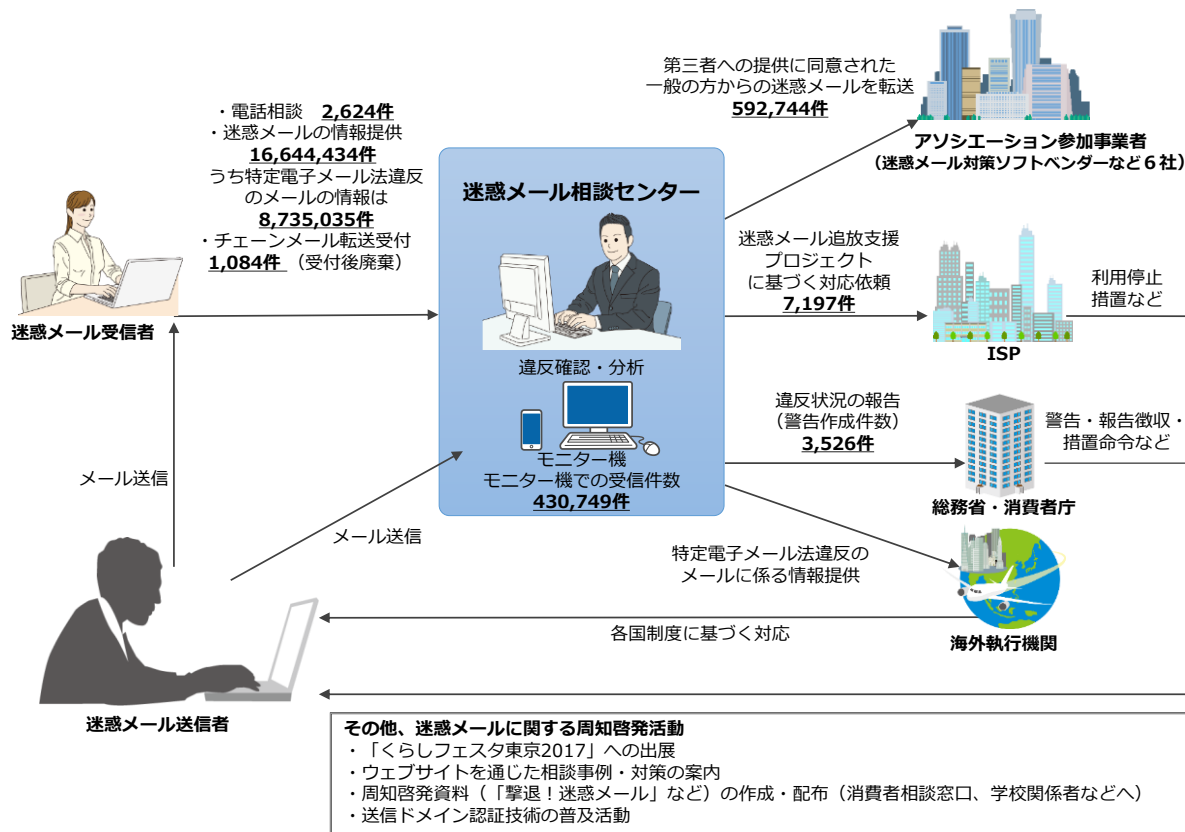 第三者への提供に同意された
一般の方からの迷惑メールを転送
592,744件
アソシエーション参加事業者
（迷惑メール対策ソフトベンダーなど６社）
・電話相談　2,624件
・迷惑メールの情報提供
16,644,434件
うち特定電子メール法違反
のメールの情報は
8,735,035件
・チェーンメール転送受付
1,084件（受付後廃棄）
迷惑メール受信者
迷惑メール相談センター
違反確認・分析
モニター機
モニター機での受信件数
430,749件
迷惑メール追放支援
プロジェクト
に基づく対応依頼
7,197件
ISP
利用停止
措置など
違反状況の報告
（警告作成件数）
3,526件
総務省・消費者庁
警告・報告徴収・
措置命令など
メール送信
メール送信
特定電子メール法違反の
メールに係る情報提供
海外執行機関
各国制度に基づく対応
迷惑メール送信者
その他、迷惑メールに関する周知啓発活動
・「くらしフェスタ東京2017」への出展
・ウェブサイトを通じた相談事例・対策の案内
・周知啓発資料（「撃退！迷惑メール」など）の作成・配布（消費者相談窓口、学校関係者などへ）
・送信ドメイン認証技術の普及活動